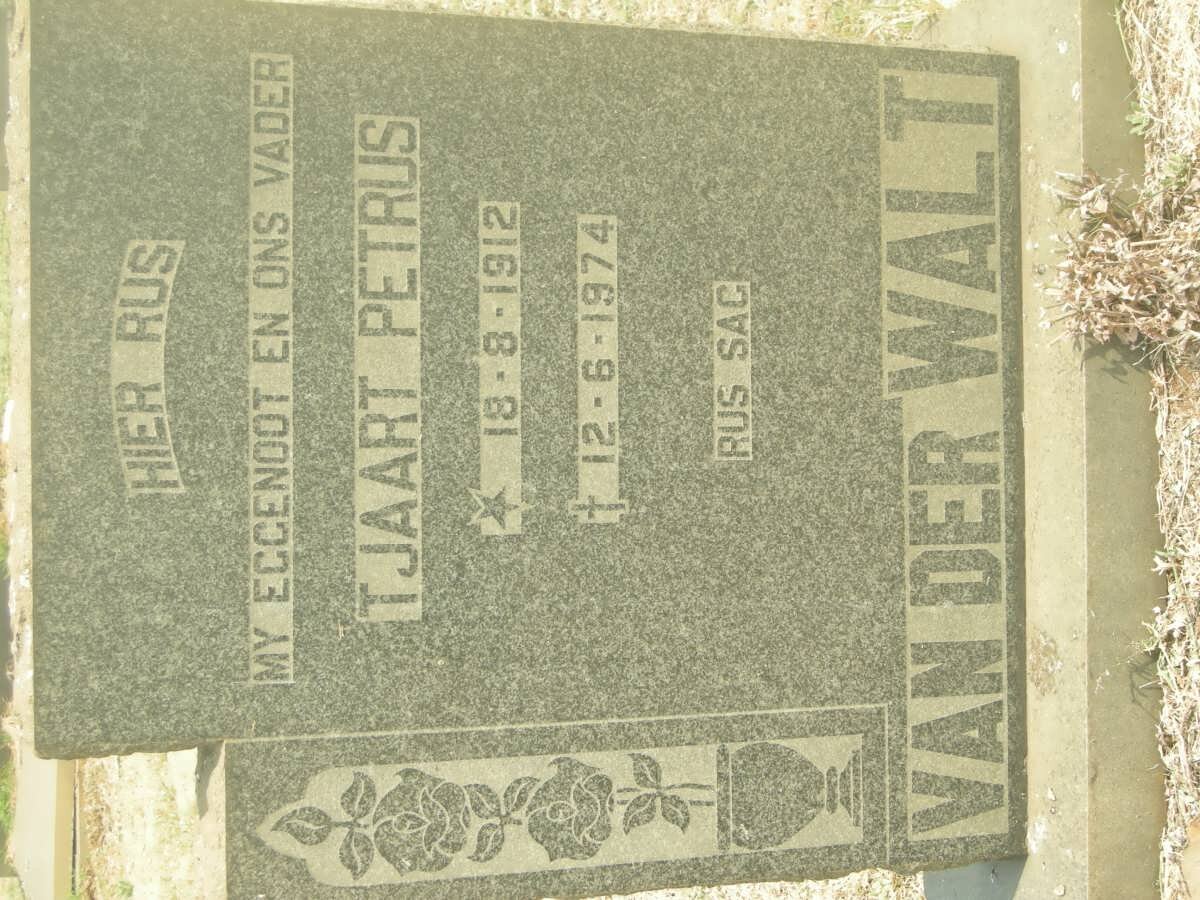 HIER RUS
MY EGGENOOT EN ONS VADER
TJAART PETRUS
18-8-1912
12-6-1974
RUS SAG
VAN DER WALT